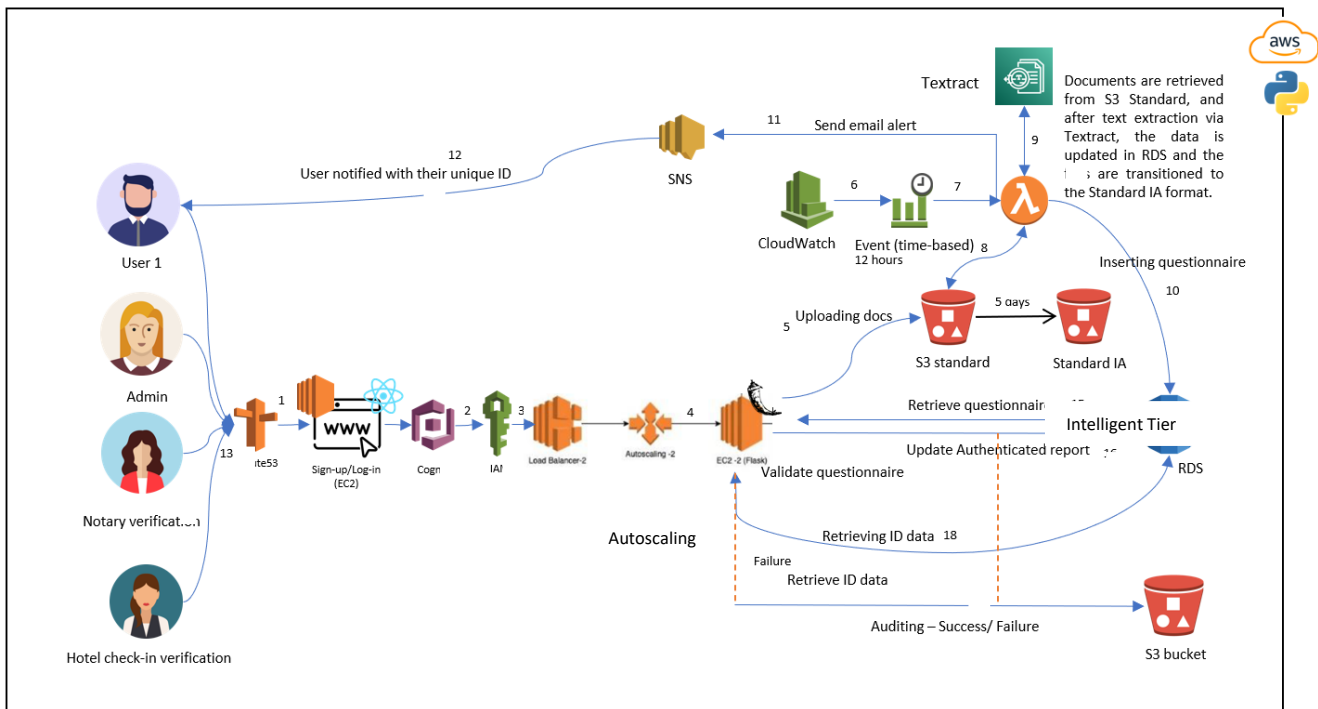 aws
Textract
Documents are retrieved
from S3 Standard, and
after text extraction via
Textract, the data is
updated in RDS and the
are transitioned to
the Standard IA format.
11
Send email alert
9
12
User notified with their unique ID
SNS
6
7
CloudWatch
Event (time-based)
12 hours
8
User 1
Inserting questionnaire
10
5 days
Uploading docs
5
S3 standard
Standard IA
Admin
1
2
3
4
Retrieve questionnaire
Intelligent Tier
WWW
13
Sign-up/Log-in
(EC2)
Load Balancer-2
Autoscaling -2
EC2 -2 (Flask)
Update Authenticated report
RDS
Validate questionnaire
Notary
Autoscaling
Retrieving ID data
18
Failure
Retrieve ID data
Auditing – Success/ Failure
Hotel check-in verification
S3 bucket